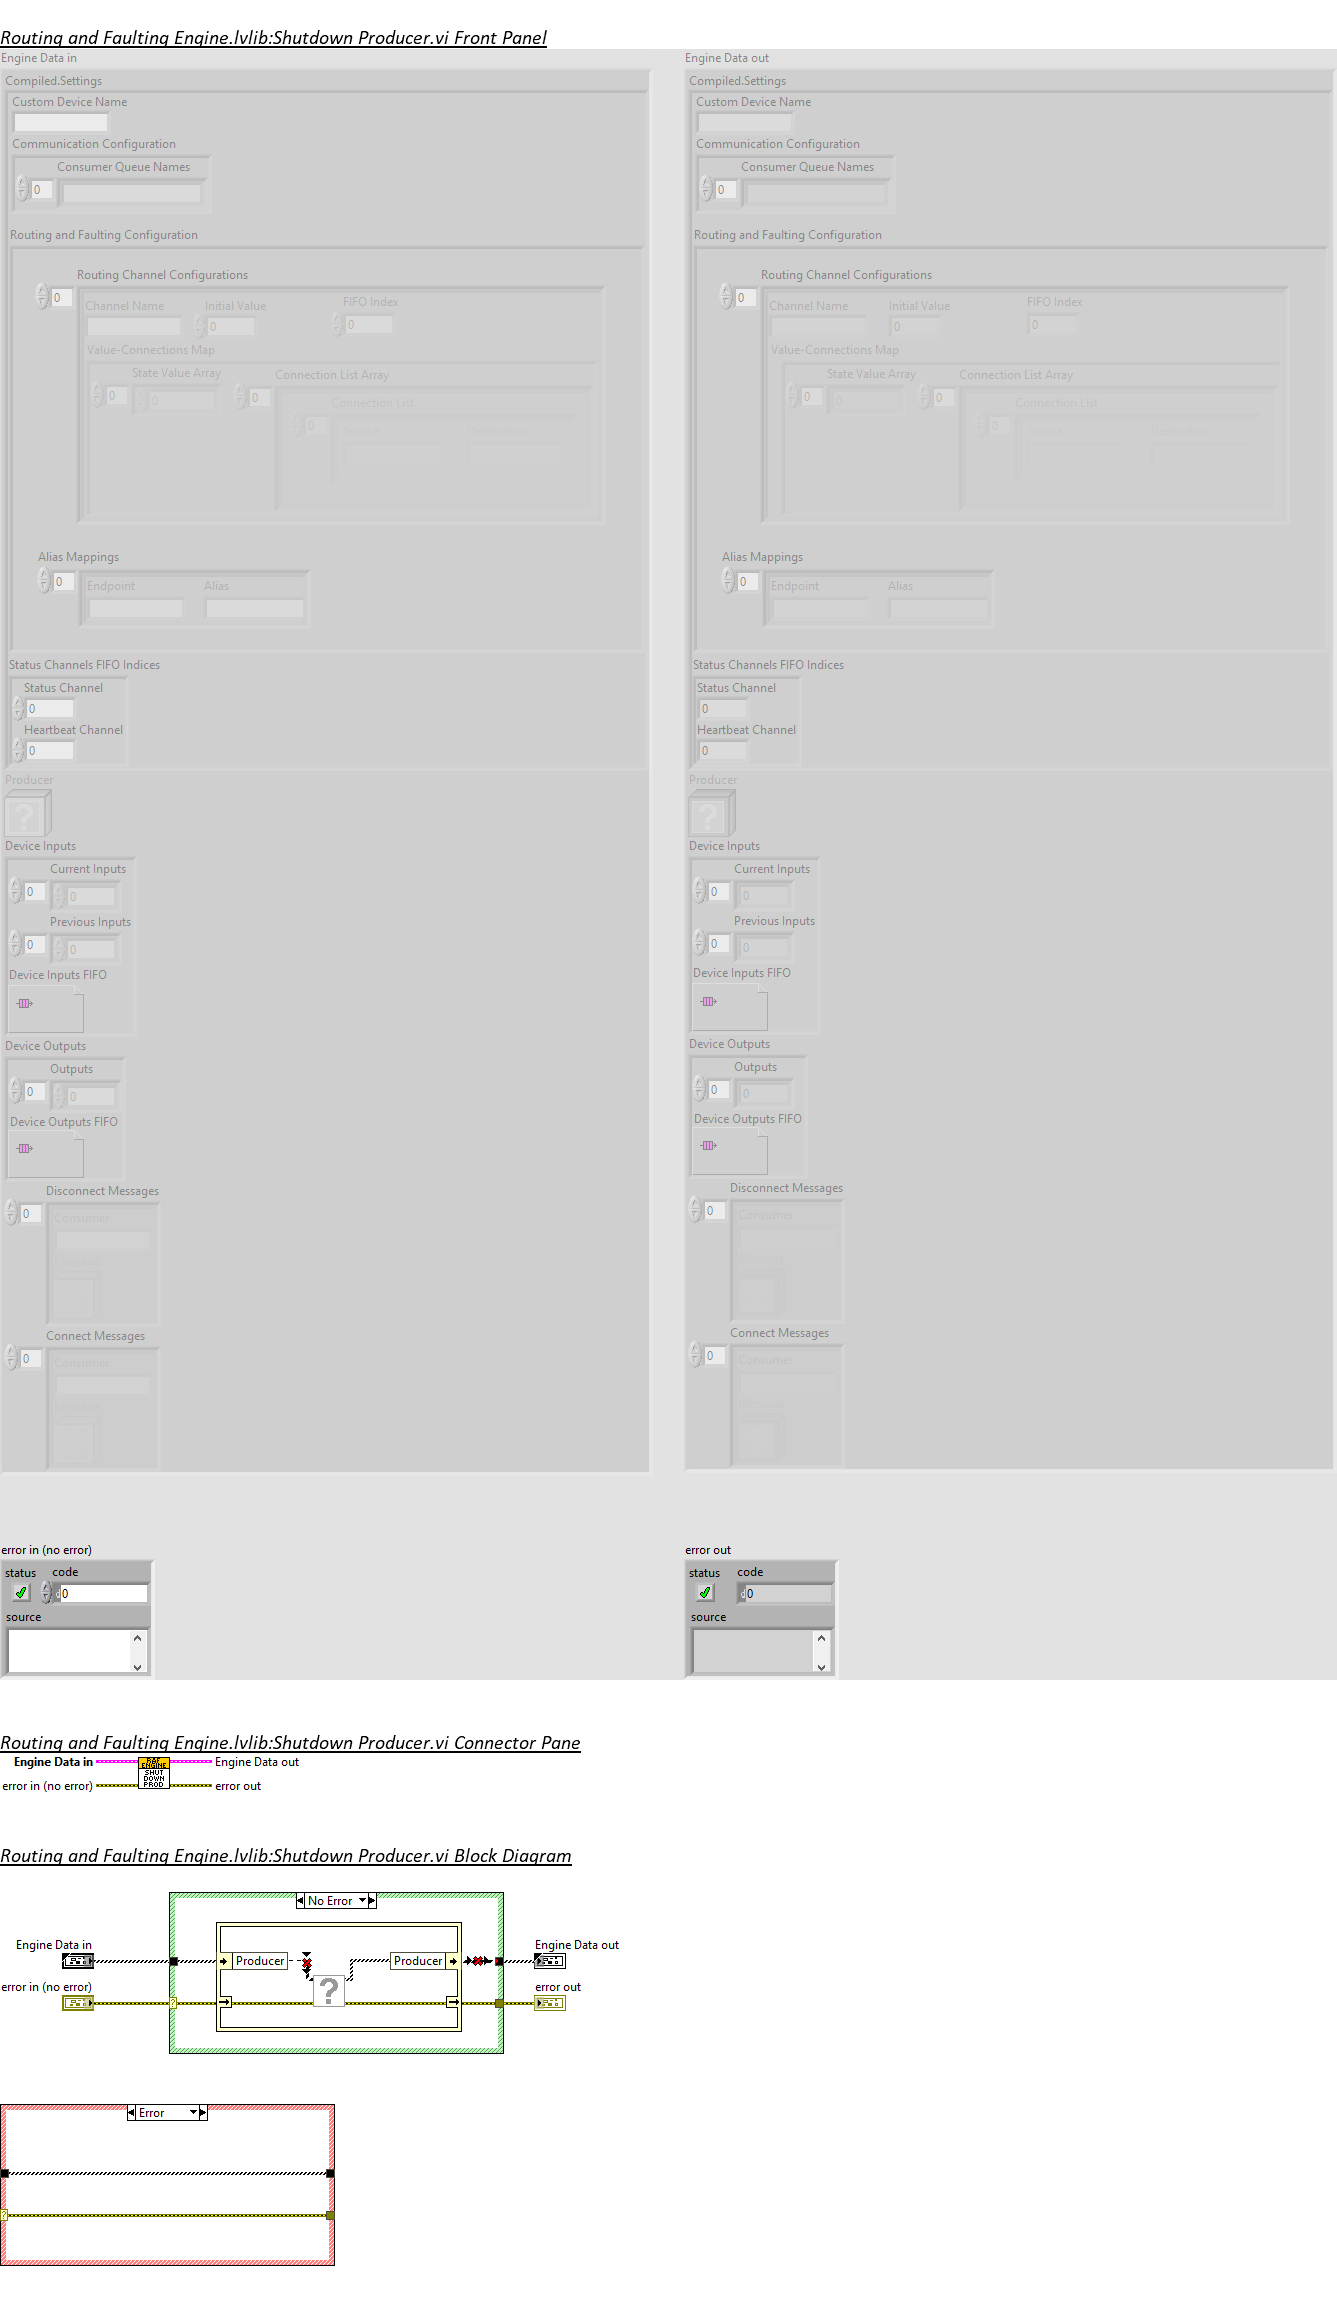 Routing and Faulting Engine.lvlib:Shutdown Producer.vi Front Panel
Engine Data in
Compiled.Settings
Custom Device Name
Communication Configuration
Consumer Queue Names
0
Routing and Faulting Configuration
Routing Channel Configurations
0
Channel Name Initial Value FIFO Index
0 0
Value-Connections Map
State Value Array Connection List Array
0 0 0
Connection List
0
Source Destination
Alias Mappings
0
Endpoint Alias
Status Channels FIFO Indices
Status Channel
0
Heartbeat Channel
0
Producer
?
Device Inputs
Current Inputs
0 0
Previous Inputs
0 0
Device Inputs FIFO
Device Outputs
Outputs
0 0
Device Outputs FIFO
Disconnect Messages
0
Consumer
Connect Messages
0
Consumer
error in (no error)
status code
0
source
Engine Data out
Compiled.Settings
Custom Device Name
Communication Configuration
Consumer Queue Names
0
Routing and Faulting Configuration
Routing Channel Configurations
0
Channel Name Initial Value FIFO Index
0 0
Value-Connections Map
State Value Array Connection List Array
0 0 0
Connection List
0
Source Destination
Alias Mappings
0
Endpoint Alias
Status Channels FIFO Indices
Status Channel
0
Heartbeat Channel
0
Producer
?
Device Inputs
Current Inputs
0 0
Previous Inputs
0 0
Device Inputs FIFO
Device Outputs
Outputs
0 0
Device Outputs FIFO
Disconnect Messages
0
Consumer
Connect Messages
0
Consumer
error out
status code
0
source
Routing and Faulting Engine.lvlib:Shutdown Producer.vi Connector Pane
Engine Data in
RAF
ENGINE
SHUT
DOWN
PROD
Engine Data out
error in (no error)
error out
Routing and Faulting Engine.lvlib:Shutdown Producer.vi Block Diagram
No Error
Engine Data in
Producer
Producer
Engine Data out
error in (no error)
?
?
error out
Error
?